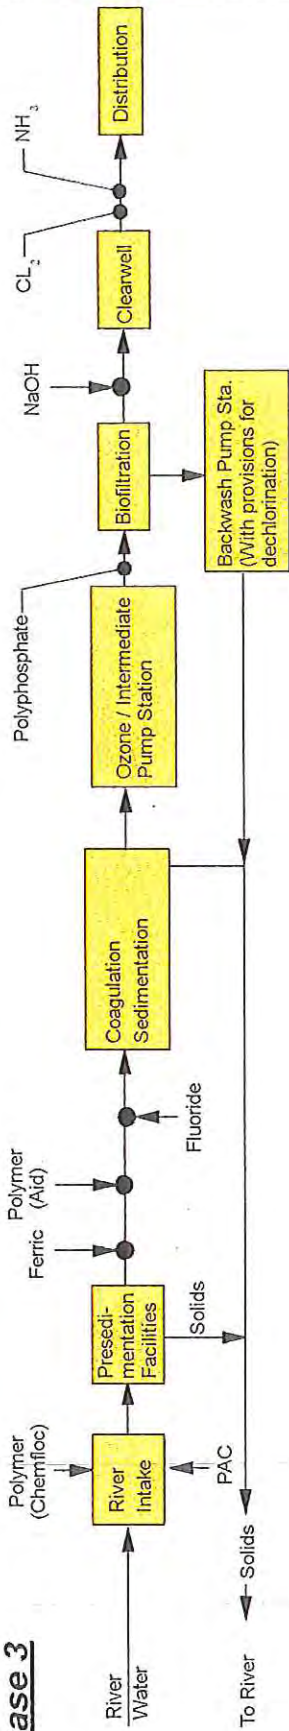 ase 3
River
Water
Polymer
(Chemfloc)
River
Intake
PAC
Presedi-
mentation
Facilities
Solids
Ferric
Polymer
(Aid)
Fluoride
Coagulation
Sedimentation
Ozone / Intermediate
Pump Station
Polyphosphate
Biofiltration
NaOH
Clearwell
CL₂
NH₃
Distribution
Backwash Pump Sta.
(With provisions for
dechlorination)
To River
Solids